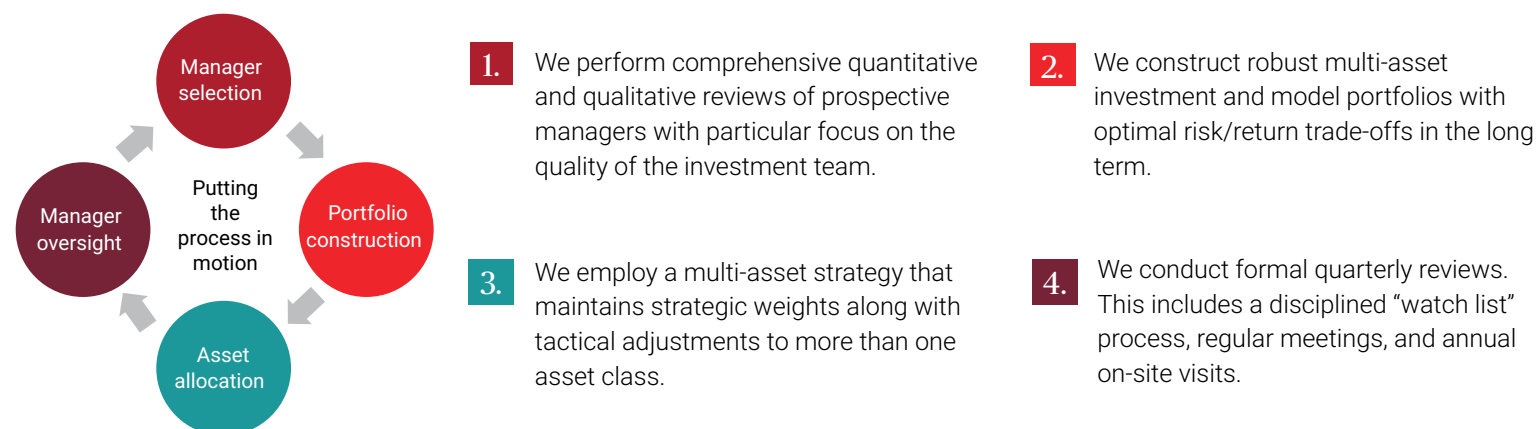 Manager
selection
Portfolio
construction
Asset
allocation
Manager
oversight
Putting
the
process in
motion
1.
We perform comprehensive quantitative
and qualitative reviews of prospective
managers with particular focus on the
quality of the investment team.
2.
We construct robust multi-asset
investment and model portfolios with
optimal risk/return trade-offs in the long
term.
3.
We employ a multi-asset strategy that
maintains strategic weights along with
tactical adjustments to more than one
asset class.
4.
We conduct formal quarterly reviews.
This includes a disciplined “watch list”
process, regular meetings, and annual
on-site visits.